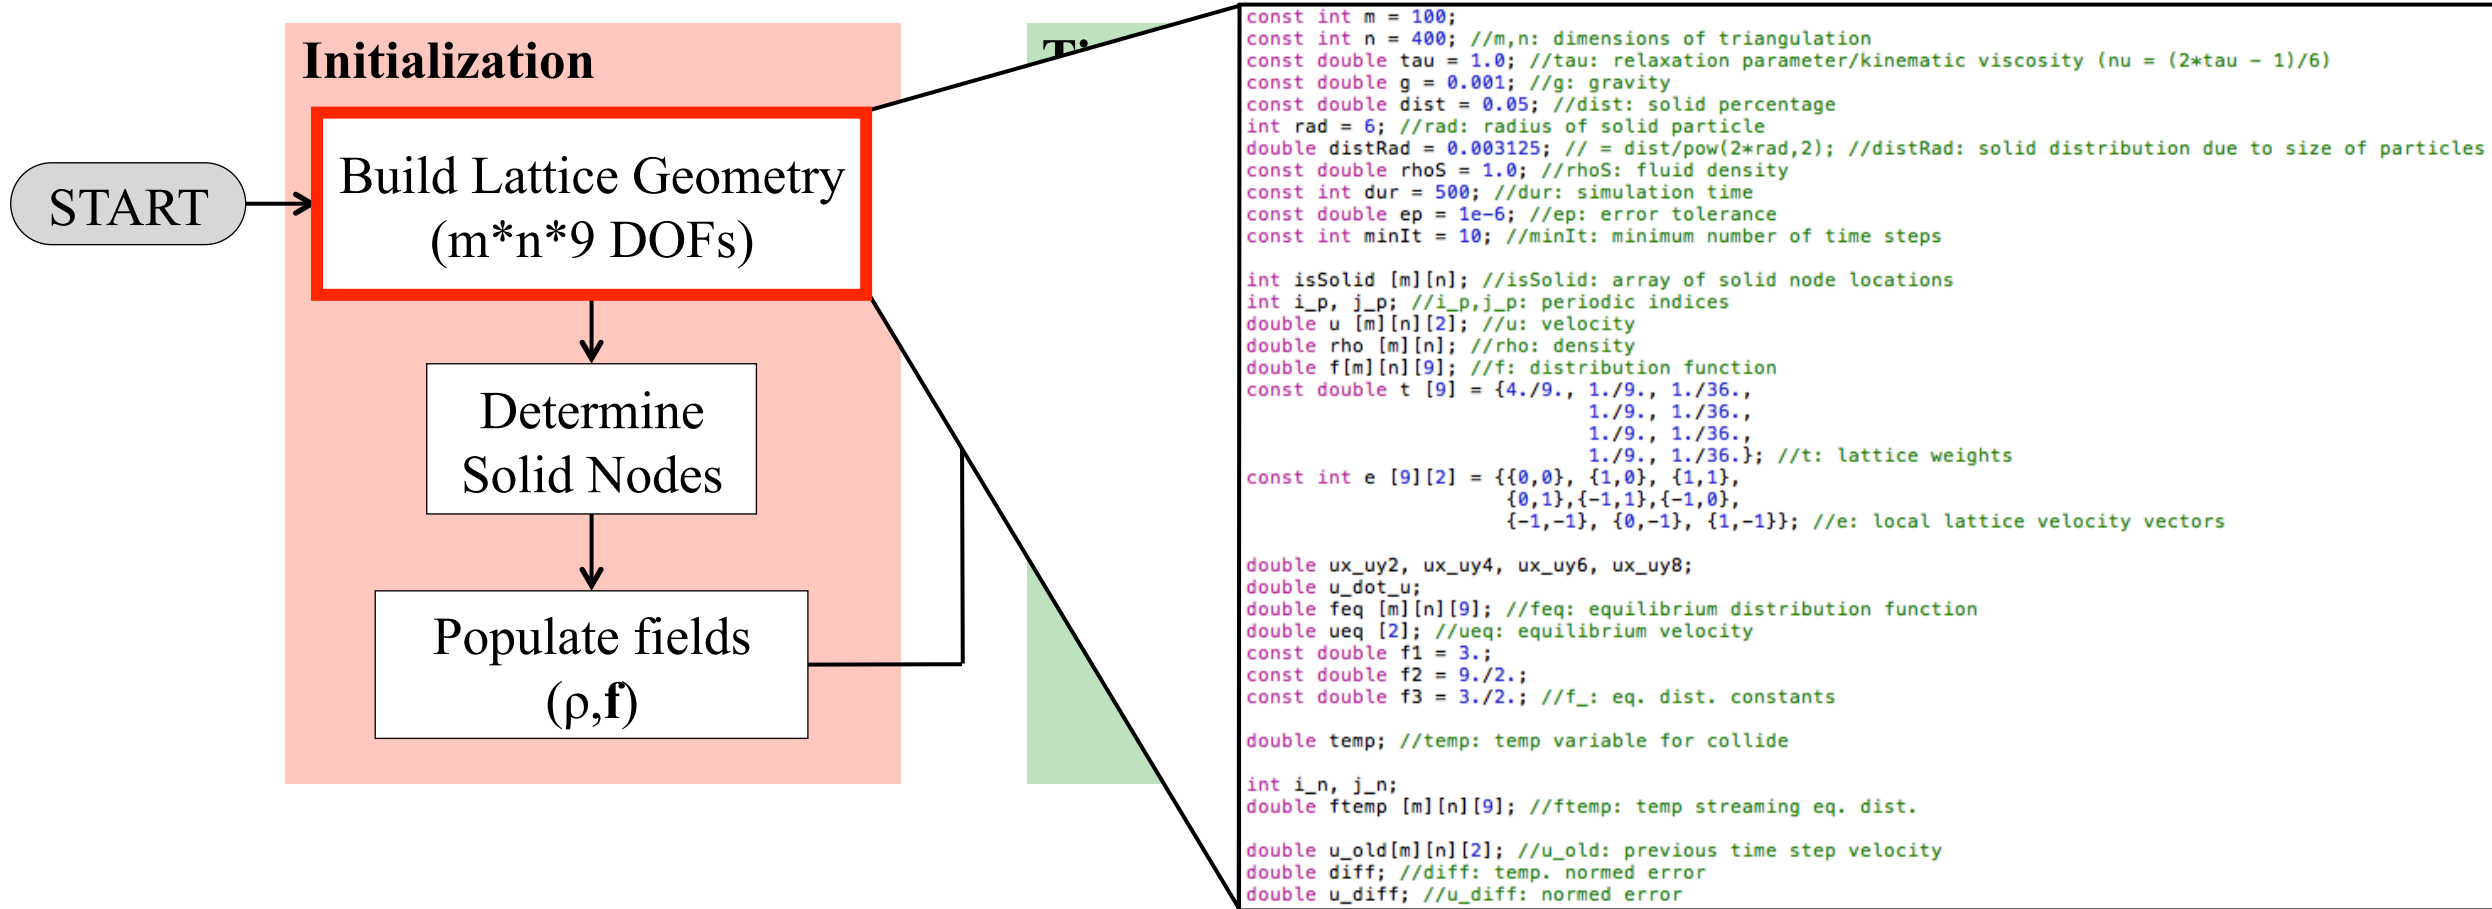 Initialization
START
Build Lattice Geometry
(m*n*9 DOFs)
Determine
Solid Nodes
Populate fields
(ρ,f)
const int m = 100;
const int n = 400; //m,n: dimensions of triangulation
const double tau = 1.0; //tau: relaxation parameter/kinematic viscosity (nu = (2*tau - 1)/6)
const double g = 0.001; //g: gravity
const double dist = 0.05; //dist: solid percentage
int rad = 6; //rad: radius of solid particle
double distRad = 0.003125; // = dist/pow(2*rad,2); //distRad: solid distribution due to size of particles
const double rhoS = 1.0; //rhoS: fluid density
const int dur = 500; //dur: simulation time
const double ep = 1e-6; //ep: error tolerance
const int minIt = 10; //minIt: minimum number of time steps
int isSolid [m][n]; //isSolid: array of solid node locations
int i_p, j_p; //i_p,j_p: periodic indices
double u [m][n][2]; //u: velocity
double rho [m][n]; //rho: density
double f[m][n][9]; //f: distribution function
const double t [9] = {4./9., 1./9., 1./36.,
1./9., 1./36.,
1./9., 1./36.,
1./9., 1./36.}; //t: lattice weights
const int e [9][2] = {{0,0}, {1,0}, {1,1},
{0,1},{-1,1},{-1,0},
{-1,-1}, {0,-1}, {1,-1}}; //e: local lattice velocity vectors
double ux_uy2, ux_uy4, ux_uy6, ux_uy8;
double u_dot_u;
double feq [m][n][9]; //feq: equilibrium distribution function
double ueq [2]; //ueq: equilibrium velocity
const double f1 = 3.;
const double f2 = 9./2.;
const double f3 = 3./2.; //f_: eq. dist. constants
double temp; //temp: temp variable for collide
int i_n, j_n;
double ftemp [m][n][9]; //ftemp: temp streaming eq. dist.
double u_old[m][n][2]; //u_old: previous time step velocity
double diff; //diff: temp. normed error
double u_diff; //u_diff: normed error